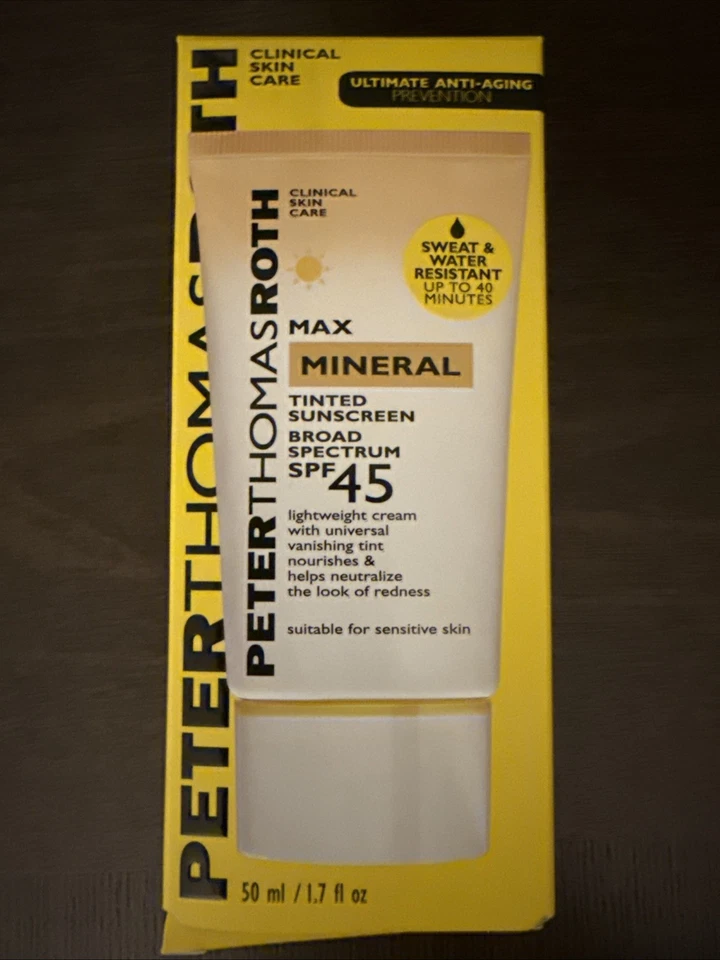 PETERTHOMASROTH
CLINICAL
SKIN
CARE
ULTIMATE ANTI-AGING
PREVENTION
PETERTHOMASROTH
CLINICAL
SKIN
CARE
SWEAT &
WATER
RESISTANT
UP TO 40
MINUTES
MAX
MINERAL
TINTED
SUNSCREEN
BROAD
SPECTRUM
SPF 45
lightweight cream
with universal
vanishing tint
nourishes &
helps neutralize
the look of redness
suitable for sensitive skin
50 ml / 1.7 fl oz